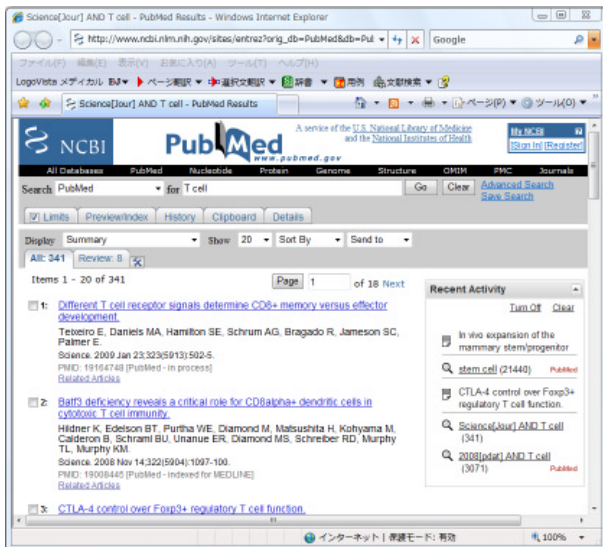 Science[Jour] AND T cell - PubMed Results - Windows Internet Explorer
http://www.ncbi.nlm.nih.gov/sites/entrez?orig_db=PubMed&db=Pul
Google
ファイル(F) 編集(E) 表示(V) お気に入り(A) ツール(T) ヘルプ(H)
LogoVista メディカル EJ ページ翻訳 選択文翻訳 辞書 用例 文献検索
Science[Jour] AND T cell - PubMed Results
ページ(P) ツール(O)
NCBI
PubMed
www.pubmed.gov
A service of the U.S. National Library of Medicine
and the National Institutes of Health
My NCBI
[Sign In] [Register]
All Databases PubMed Nucleotide Protein Genome Structure OMIM PMC Journals
Search PubMed for T cell Go Clear Advanced Search
Save Search
Limits Preview/Index History Clipboard Details
Display Summary Show 20 Sort By Send to
All: 341 Review: 8
Items 1 - 20 of 341
Page 1 of 18 Next
1: Different T cell receptor signals determine CD8+ memory versus effector
development.
Teixeiro E, Daniels MA, Hamilton SE, Schrum AG, Bragado R, Jameson SC,
Palmer E.
Science. 2009 Jan 23;323(5913):502-5.
PMID: 19164748 [PubMed - in process]
Related Articles
2: Batf3 deficiency reveals a critical role for CD8alpha+ dendritic cells in
cytotoxic T cell immunity.
Hildner K, Edelson BT, Purtha WE, Diamond M, Matsushita H, Kohyama M,
Calderon B, Schraml BU, Unanue ER, Diamond MS, Schreiber RD, Murphy
TL, Murphy KM.
Science. 2008 Nov 14;322(5904):1097-100.
PMID: 19008445 [PubMed - indexed for MEDLINE]
Related Articles
3: CTLA-4 control over Foxp3+ regulatory T cell function.
Recent Activity
Turn Off Clear
In vivo expansion of the
mammary stem/progenitor
stem cell (21440) PubMed
CTLA-4 control over Foxp3+
regulatory T cell function.
Science[Jour] AND T cell
(341)
2008[pdat] AND T cell
(3071) PubMed
インターネット | 保護モード: 有効
100%